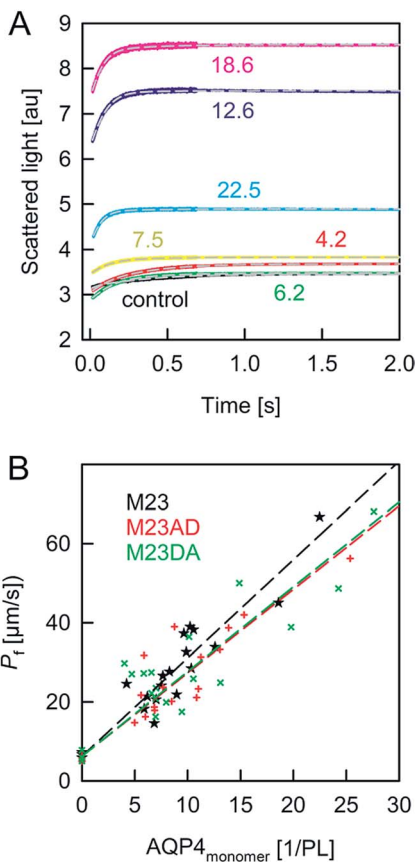 A
Scattered light [au]
9
8
7
6
5
4
3
2
18.6
12.6
22.5
7.5
4.2
control
6.2
0.0 0.5 1.0 1.5 2.0
Time [s]
B
P_f [µm/s])
60
40
20
0
M23
M23AD
M23DA
0 5 10 15 20 25 30
AQP4monomer [1/PL]